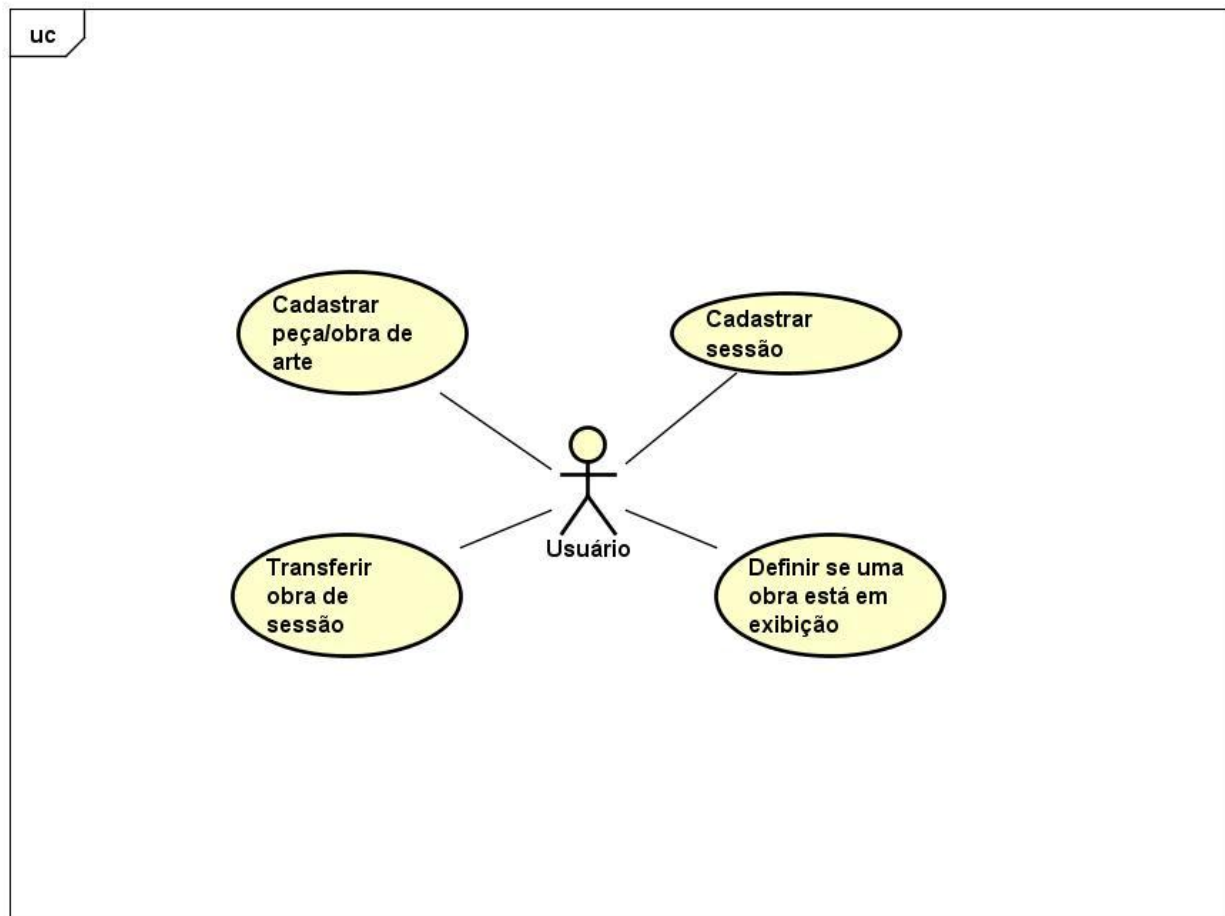 uc
Cadastrar
peça/obra de
arte
Cadastrar
sessão
Usuário
Transferir
obra de
sessão
Definir se uma
obra está em
exibição